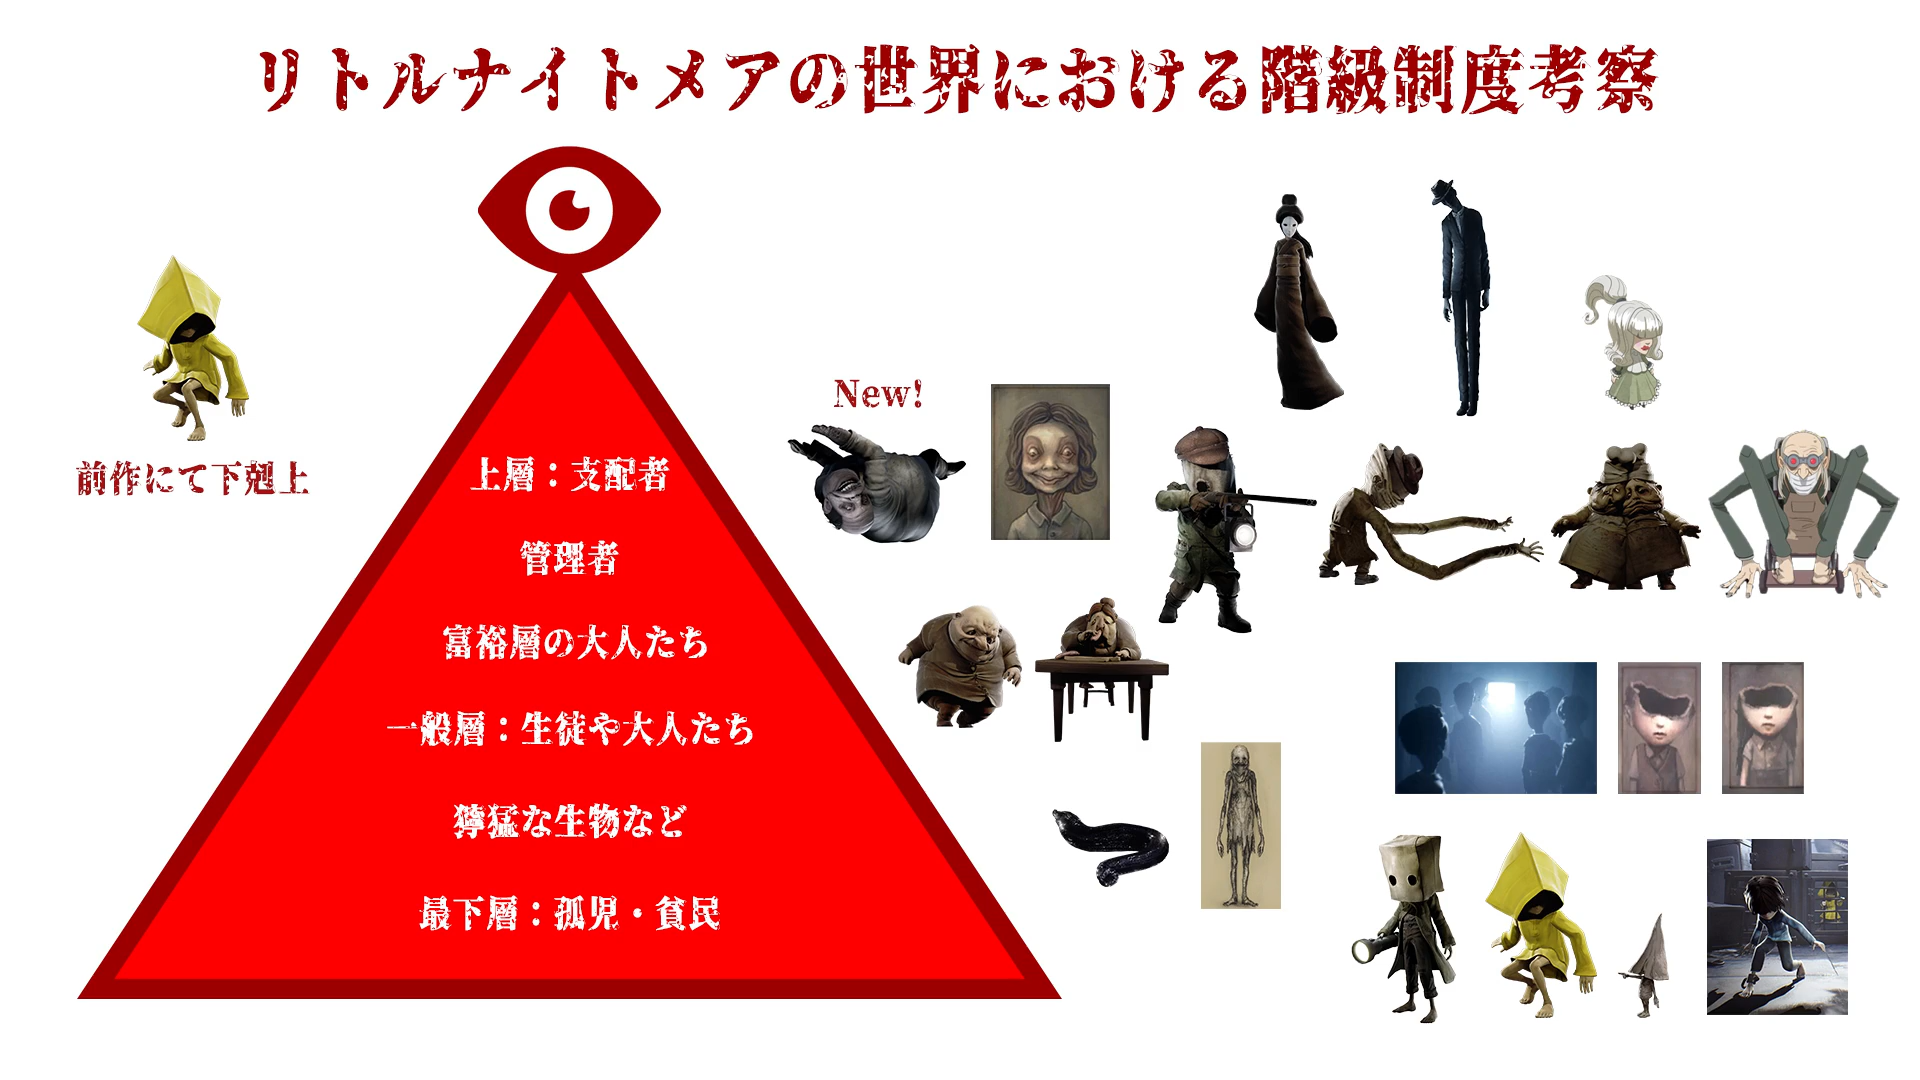 リトルナイトメアの世界における階級制度考察
前作にて下剋上
New!
上層：支配者
管理者
富裕層の大人たち
一般層：生徒や大人たち
獰猛な生物など
最下層：孤児・貧民